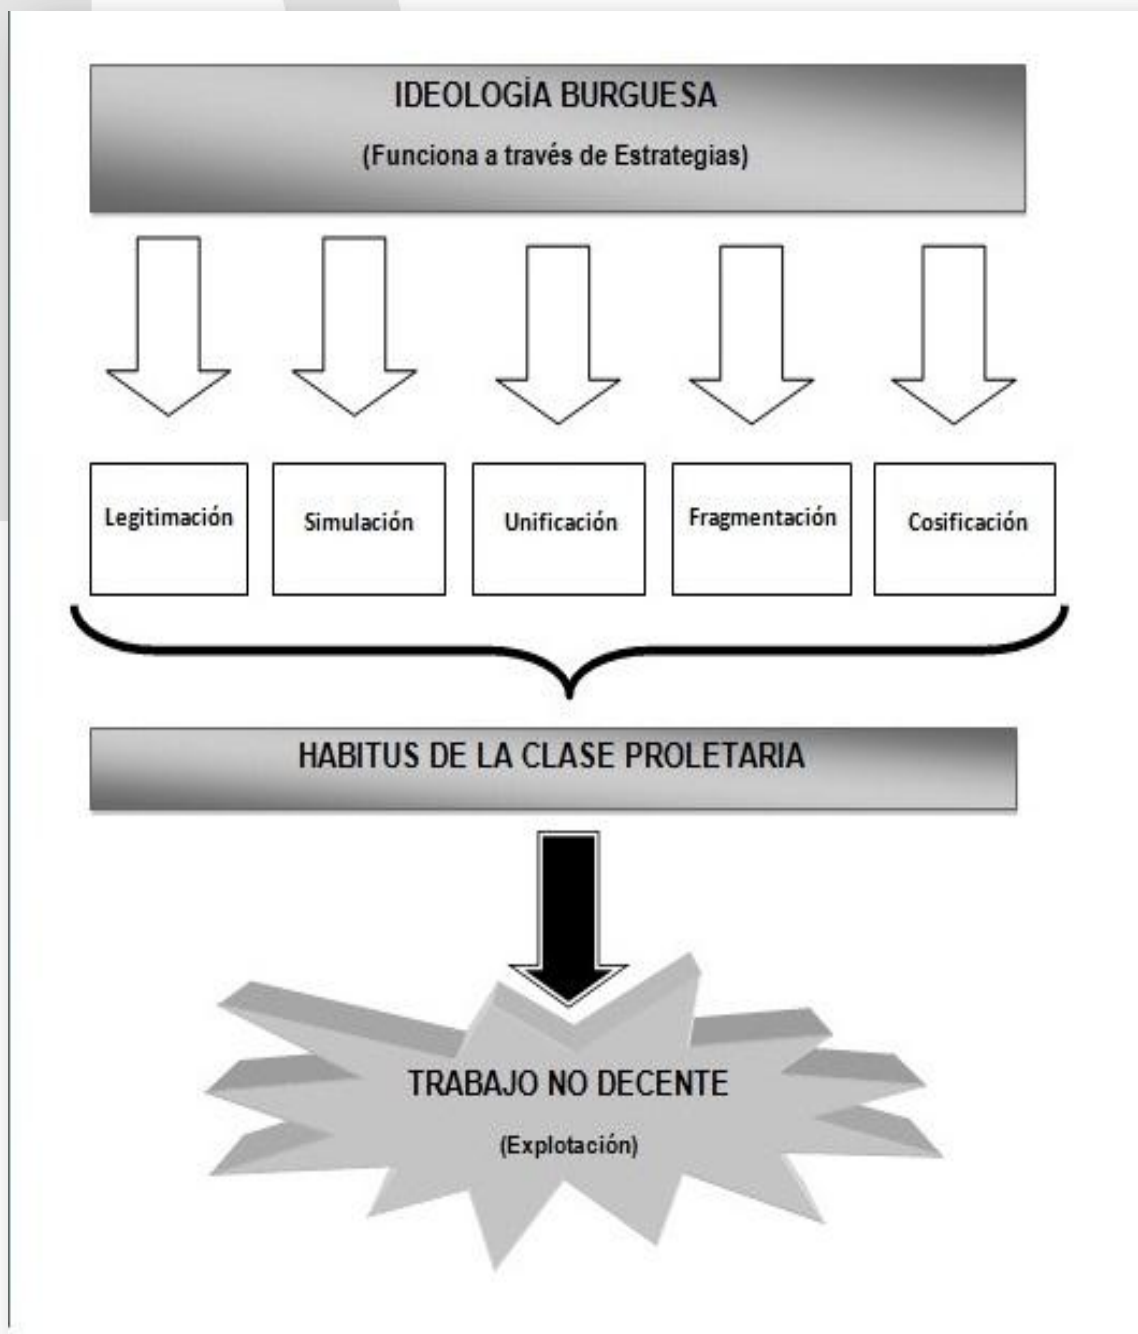 IDEOLOGÍA BURGUESA
(Funciona a través de Estrategias)
Legitimación
Simulación
Unificación
Fragmentación
Cosificación
HABITUS DE LA CLASE PROLETARIA
TRABAJO NO DECENTE
(Explotación)